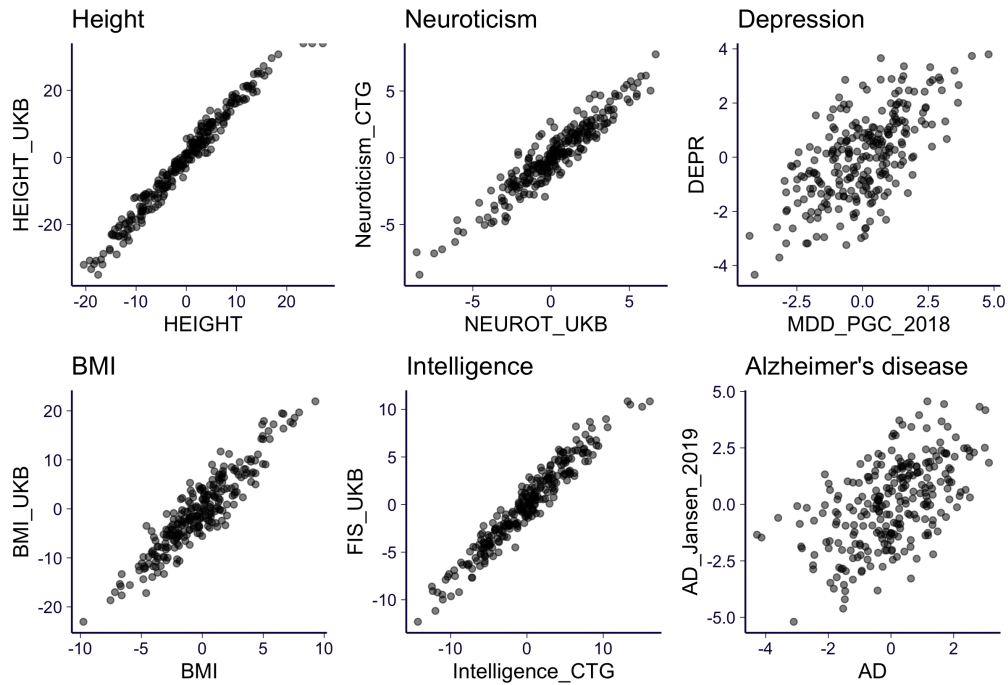 Height
HEIGHT_UKB
20
0
-20
-20 -10 0 10 20
HEIGHT
Neuroticism
Neuroticism_CTG
5
0
-5
-5 0 5
NEUROT_UKB
Depression
DEPR
4
2
0
-2
-4
-2.5 0.0 2.5 5.0
MDD_PGC_2018
BMI
BMI_UKB
20
10
0
-10
-20
-10 -5 0 5 10
BMI
Intelligence
FIS_UKB
10
5
0
-5
-10
-10 0 10
Intelligence_CTG
Alzheimer's disease
AD_Jansen_2019
5.0
2.5
0.0
-2.5
-5.0
-4 -2 0 2
AD